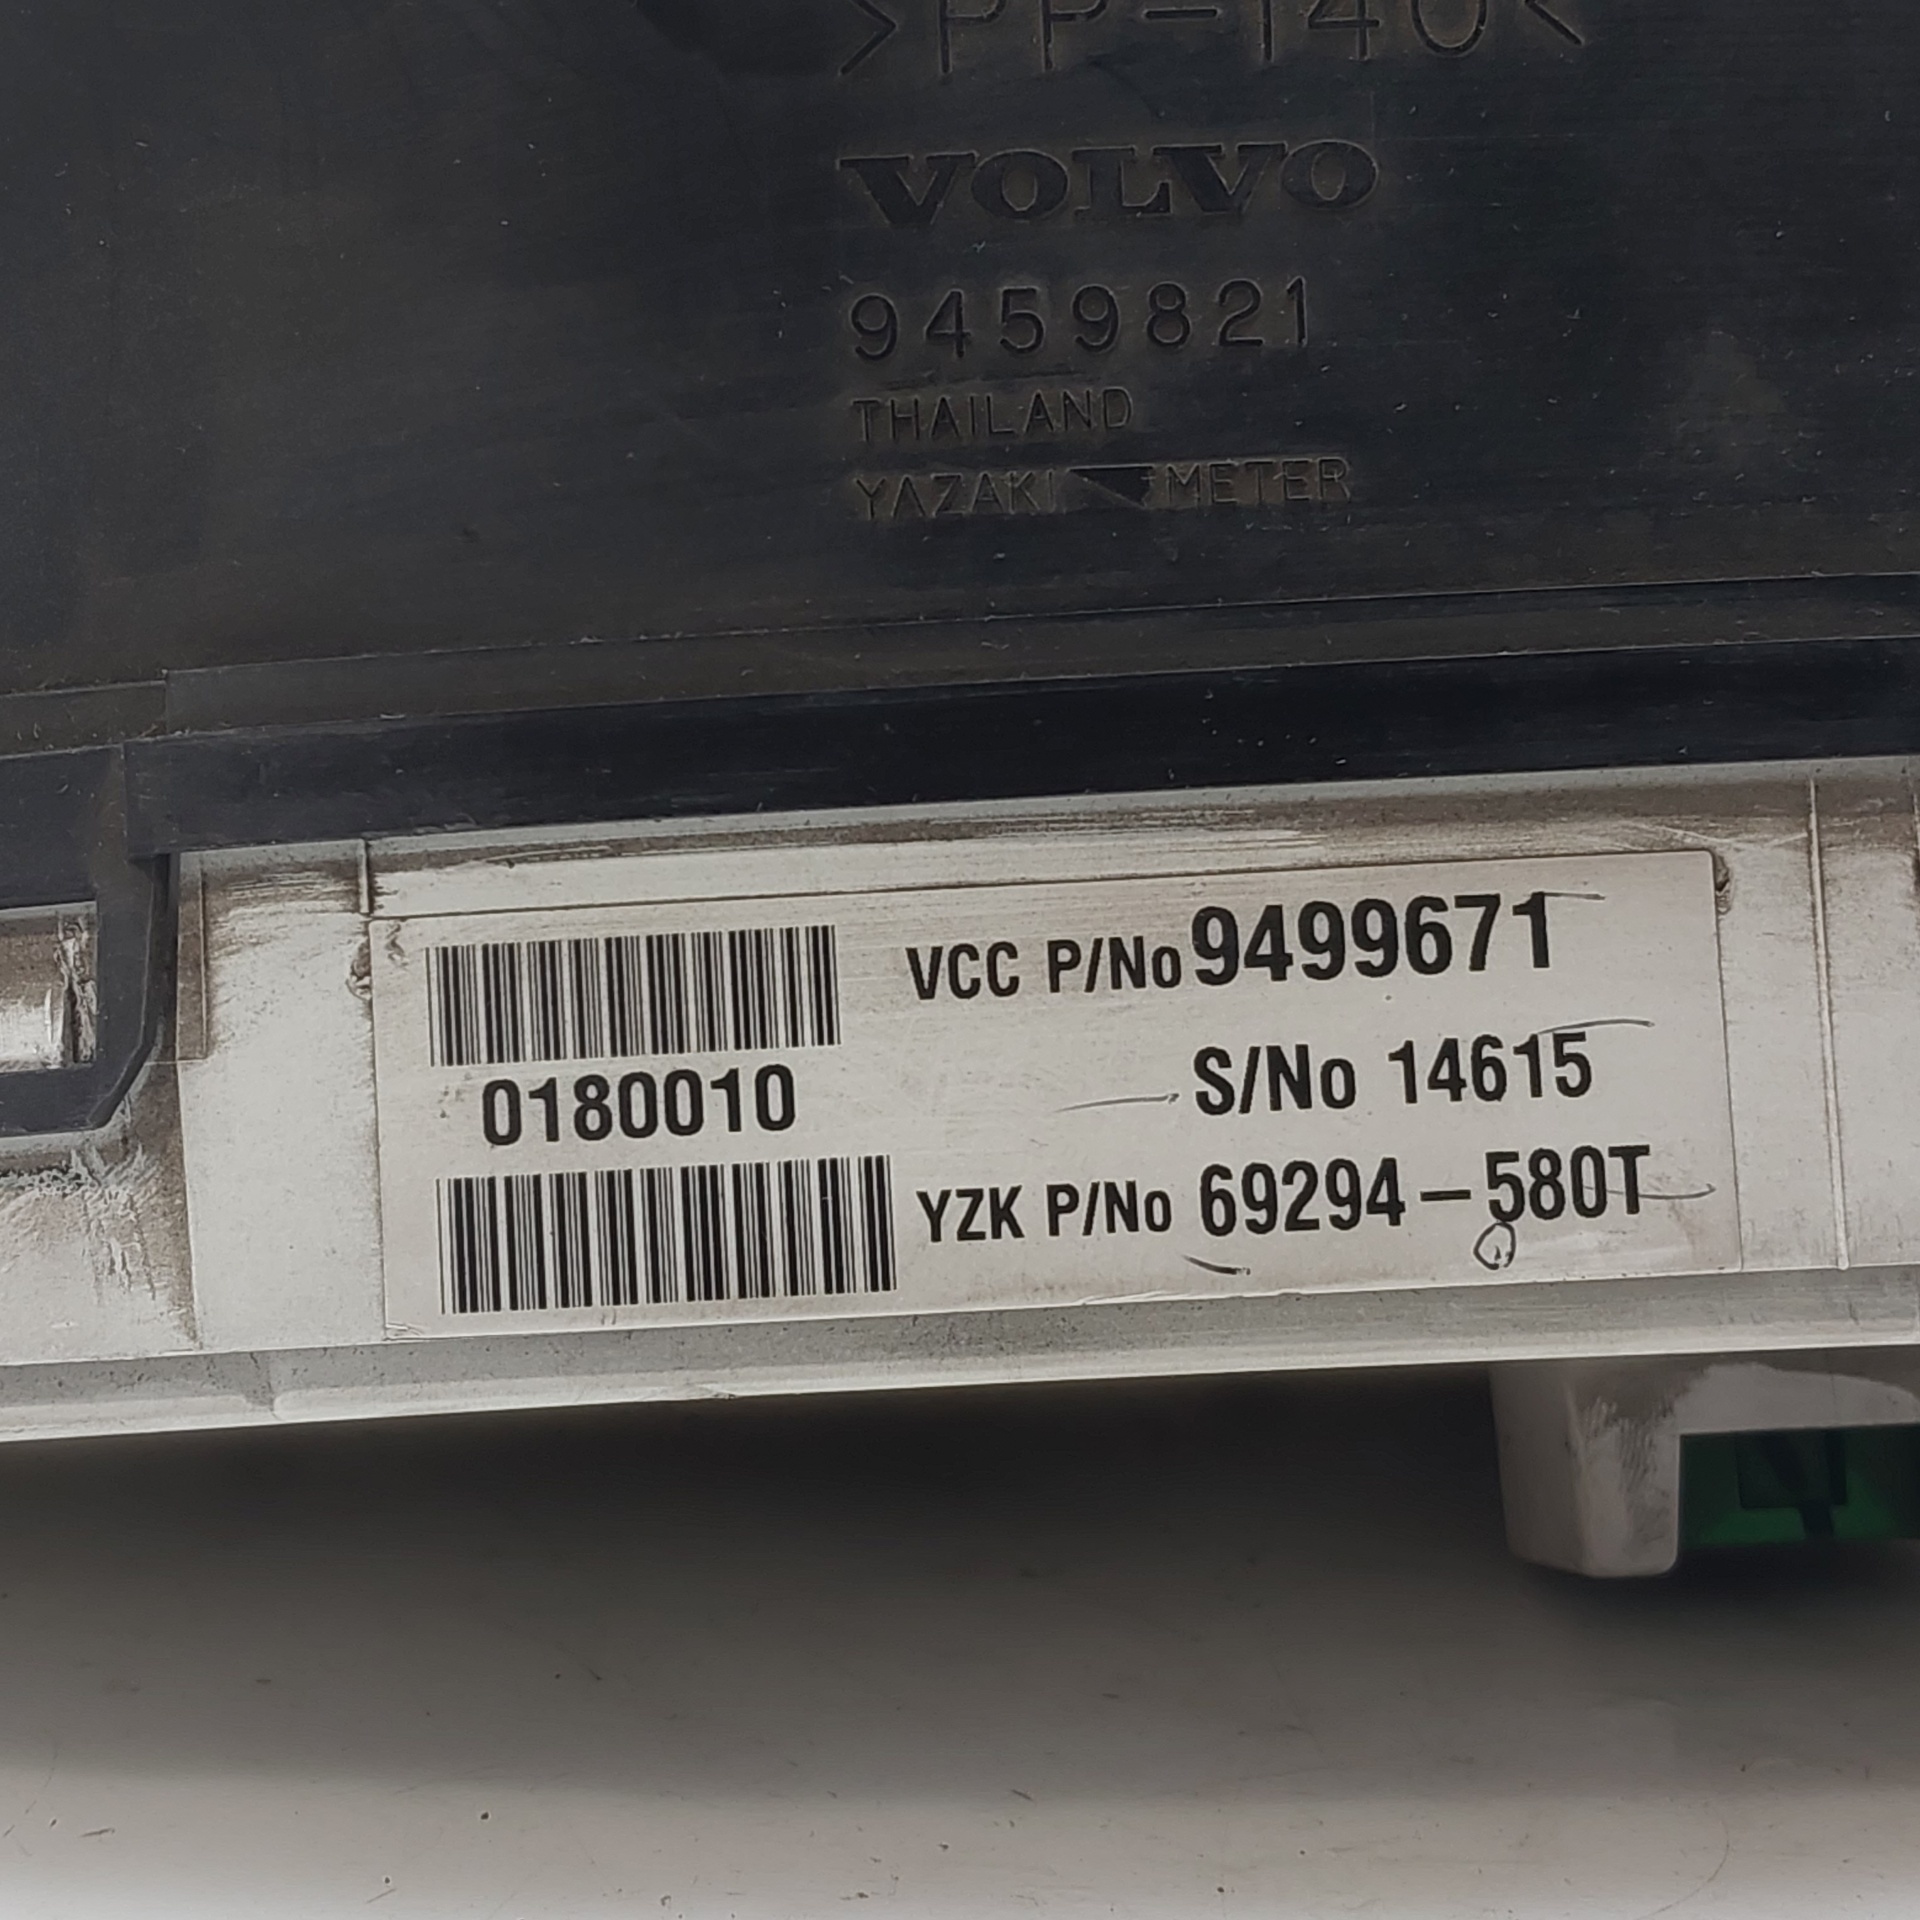 >PP-T40<
VOLVO
9459821
THAILAND
YAZAKI METER
VCC P/No 9499671
0180010
S/No 14615
YZK P/No 69294-580T